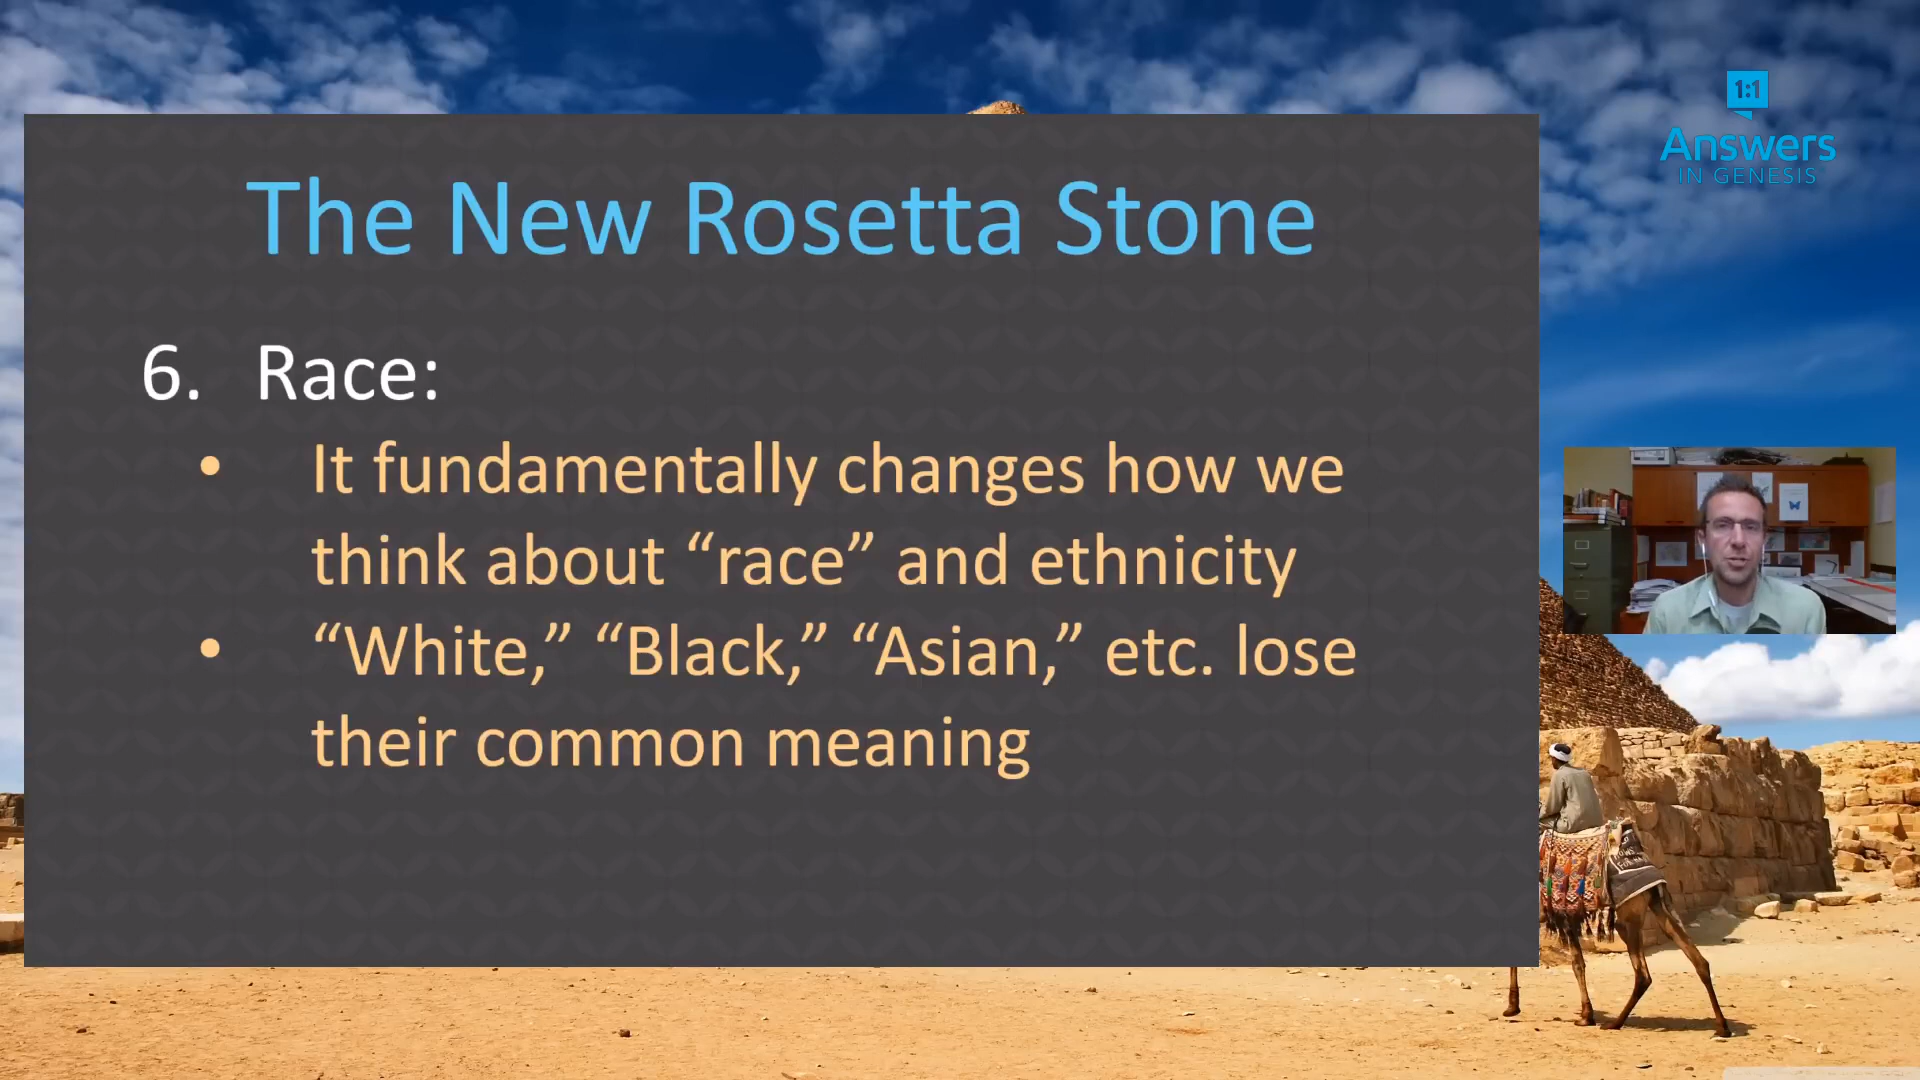 1:1
Answers
IN GENESIS
The New Rosetta Stone
6. Race:
• It fundamentally changes how we
think about “race” and ethnicity
• “White,” “Black,” “Asian,” etc. lose
their common meaning